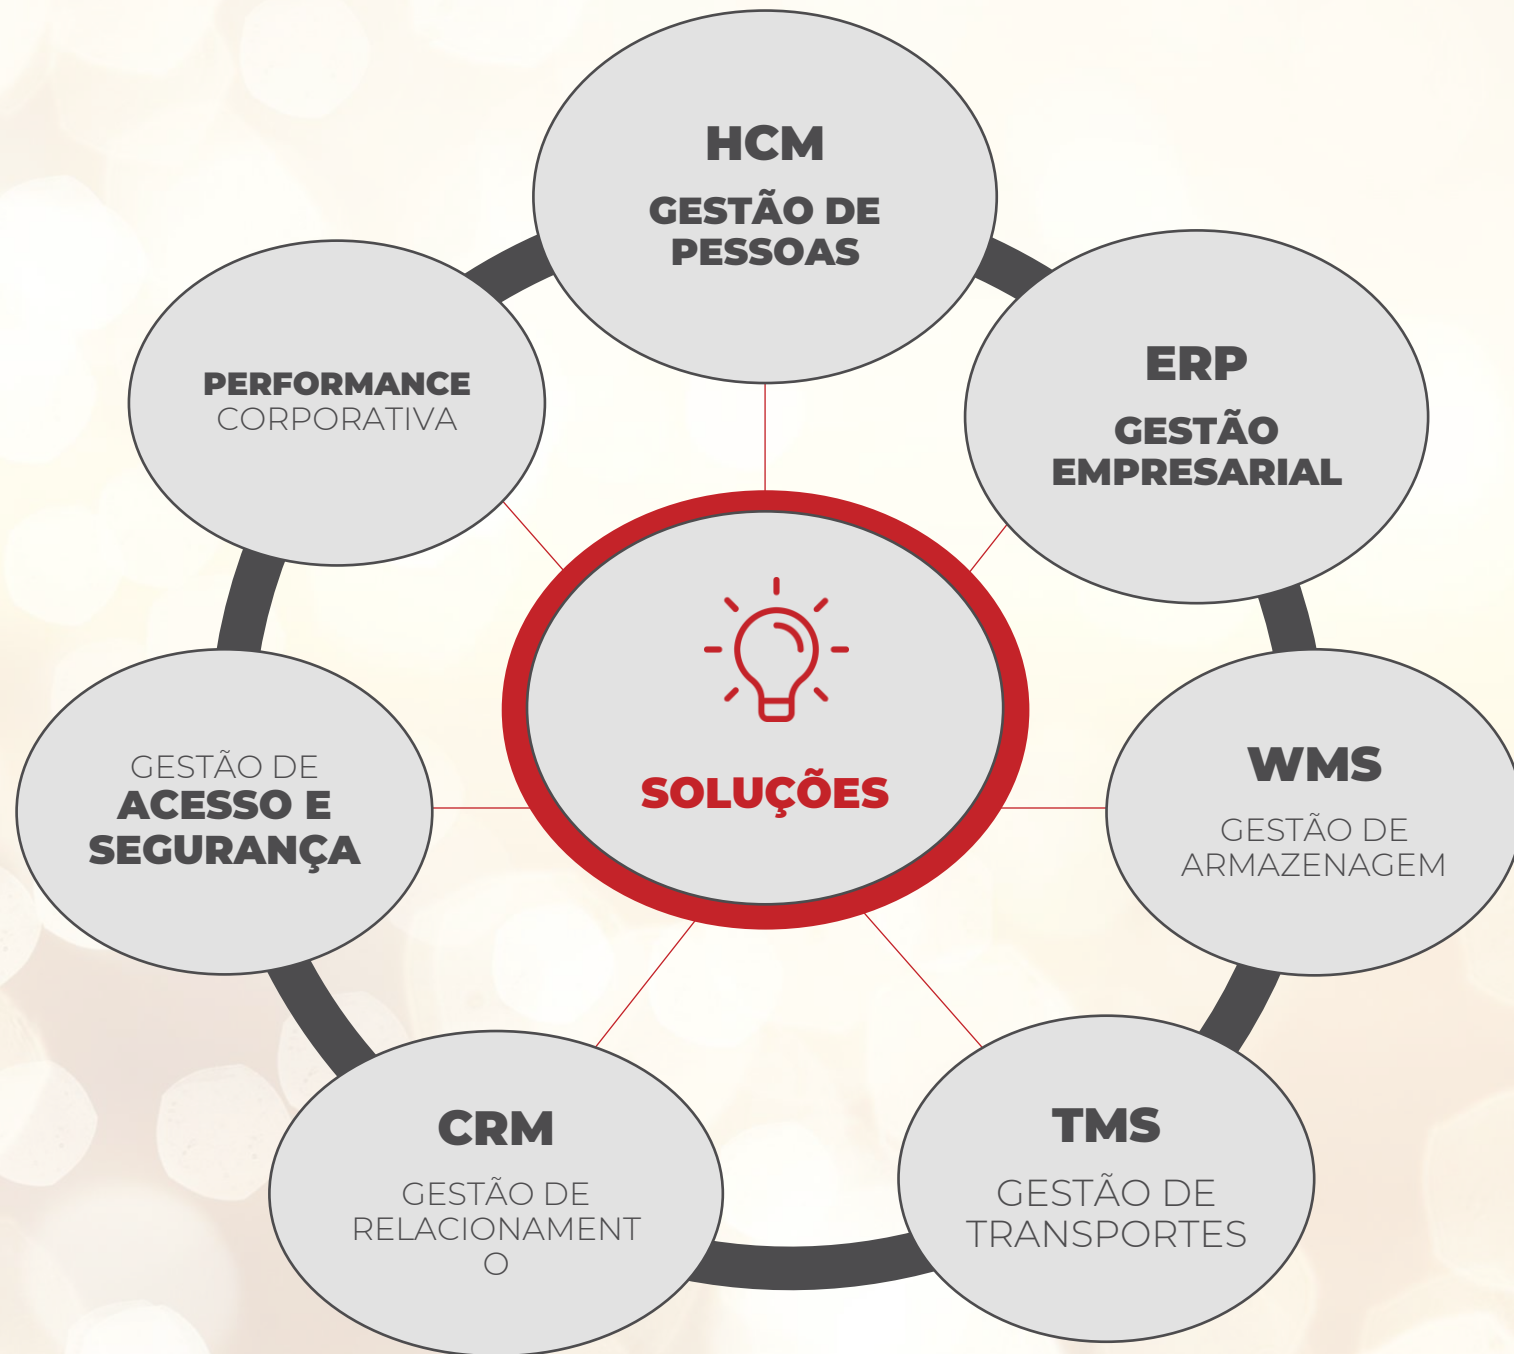 HCM
GESTÃO DE
PESSOAS
PERFORMANCE
CORPORATIVA
ERP
GESTÃO
EMPRESARIAL
SOLUÇÕES
GESTÃO DE
ACESSO E
SEGURANÇA
WMS
GESTÃO DE
ARMAZENAGEM
CRM
GESTÃO DE
RELACIONAMENT
O
TMS
GESTÃO DE
TRANSPORTES